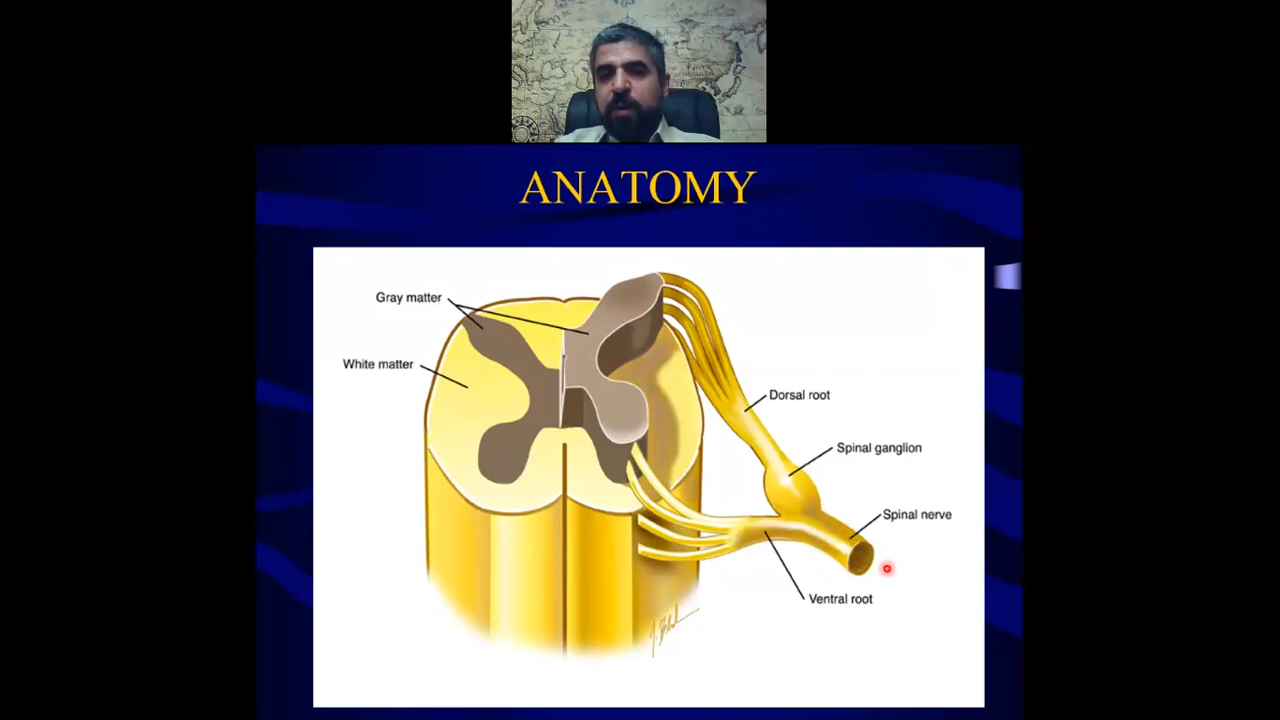 ANATOMY
Gray matter
White matter
Dorsal root
Spinal ganglion
Spinal nerve
Ventral root